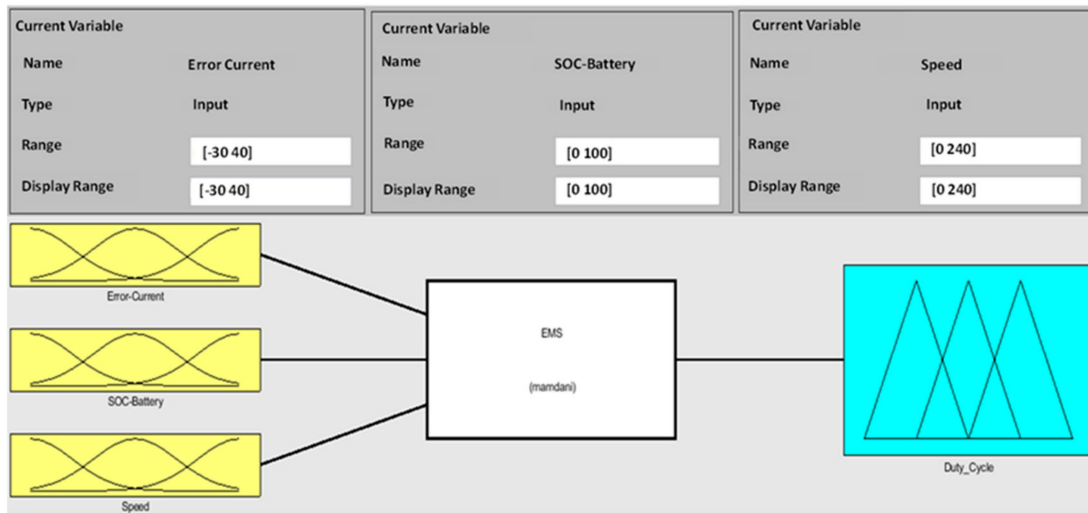 Current Variable
Name Error Current
Type Input
Range [-30 40]
Display Range [-30 40]
Current Variable
Name SOC-Battery
Type Input
Range [0 100]
Display Range [0 100]
Current Variable
Name Speed
Type Input
Range [0 240]
Display Range [0 240]
Error-Current
SOC-Battery
Speed
EMS
(mamdani)
Duty_Cycle